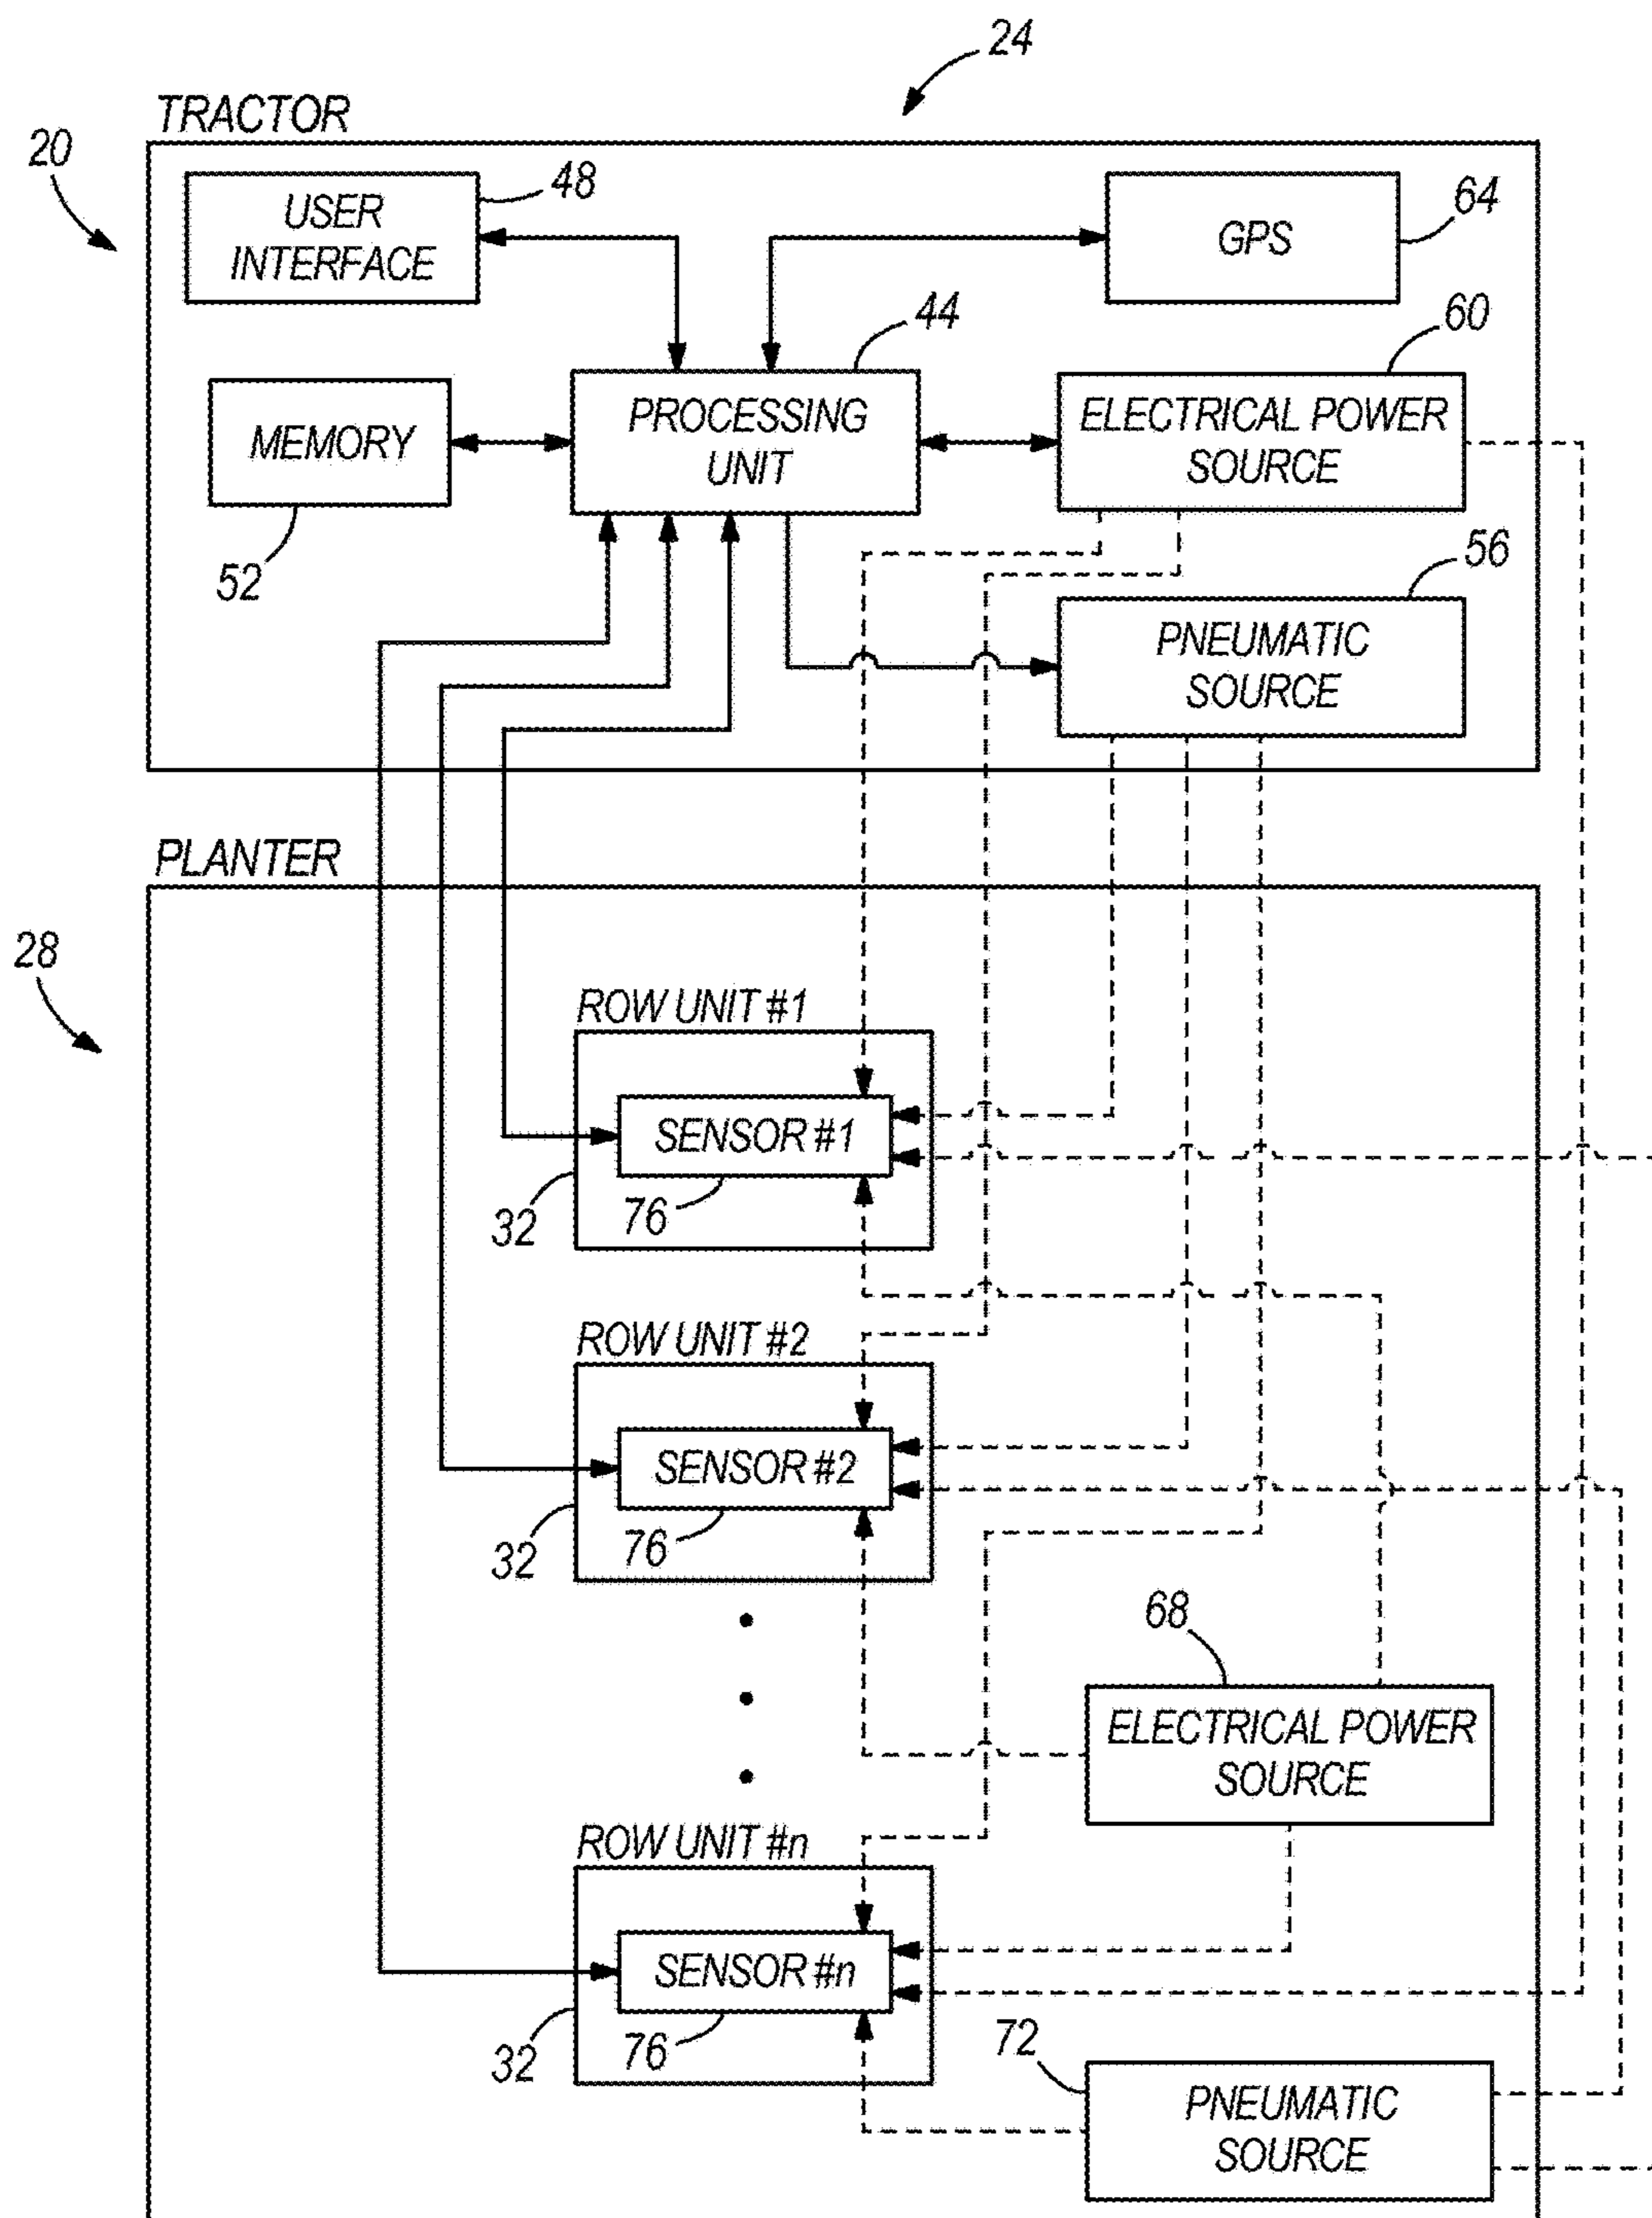 24
TRACTOR
20
USER
INTERFACE
48
GPS
64
44
60
MEMORY
PROCESSING
UNIT
ELECTRICAL POWER
SOURCE
52
56
PNEUMATIC
SOURCE
PLANTER
28
ROW UNIT #1
SENSOR #1
32
76
ROW UNIT #2
SENSOR #2
32
76
68
ELECTRICAL POWER
SOURCE
ROW UNIT #n
SENSOR #n
32
76
72
PNEUMATIC
SOURCE